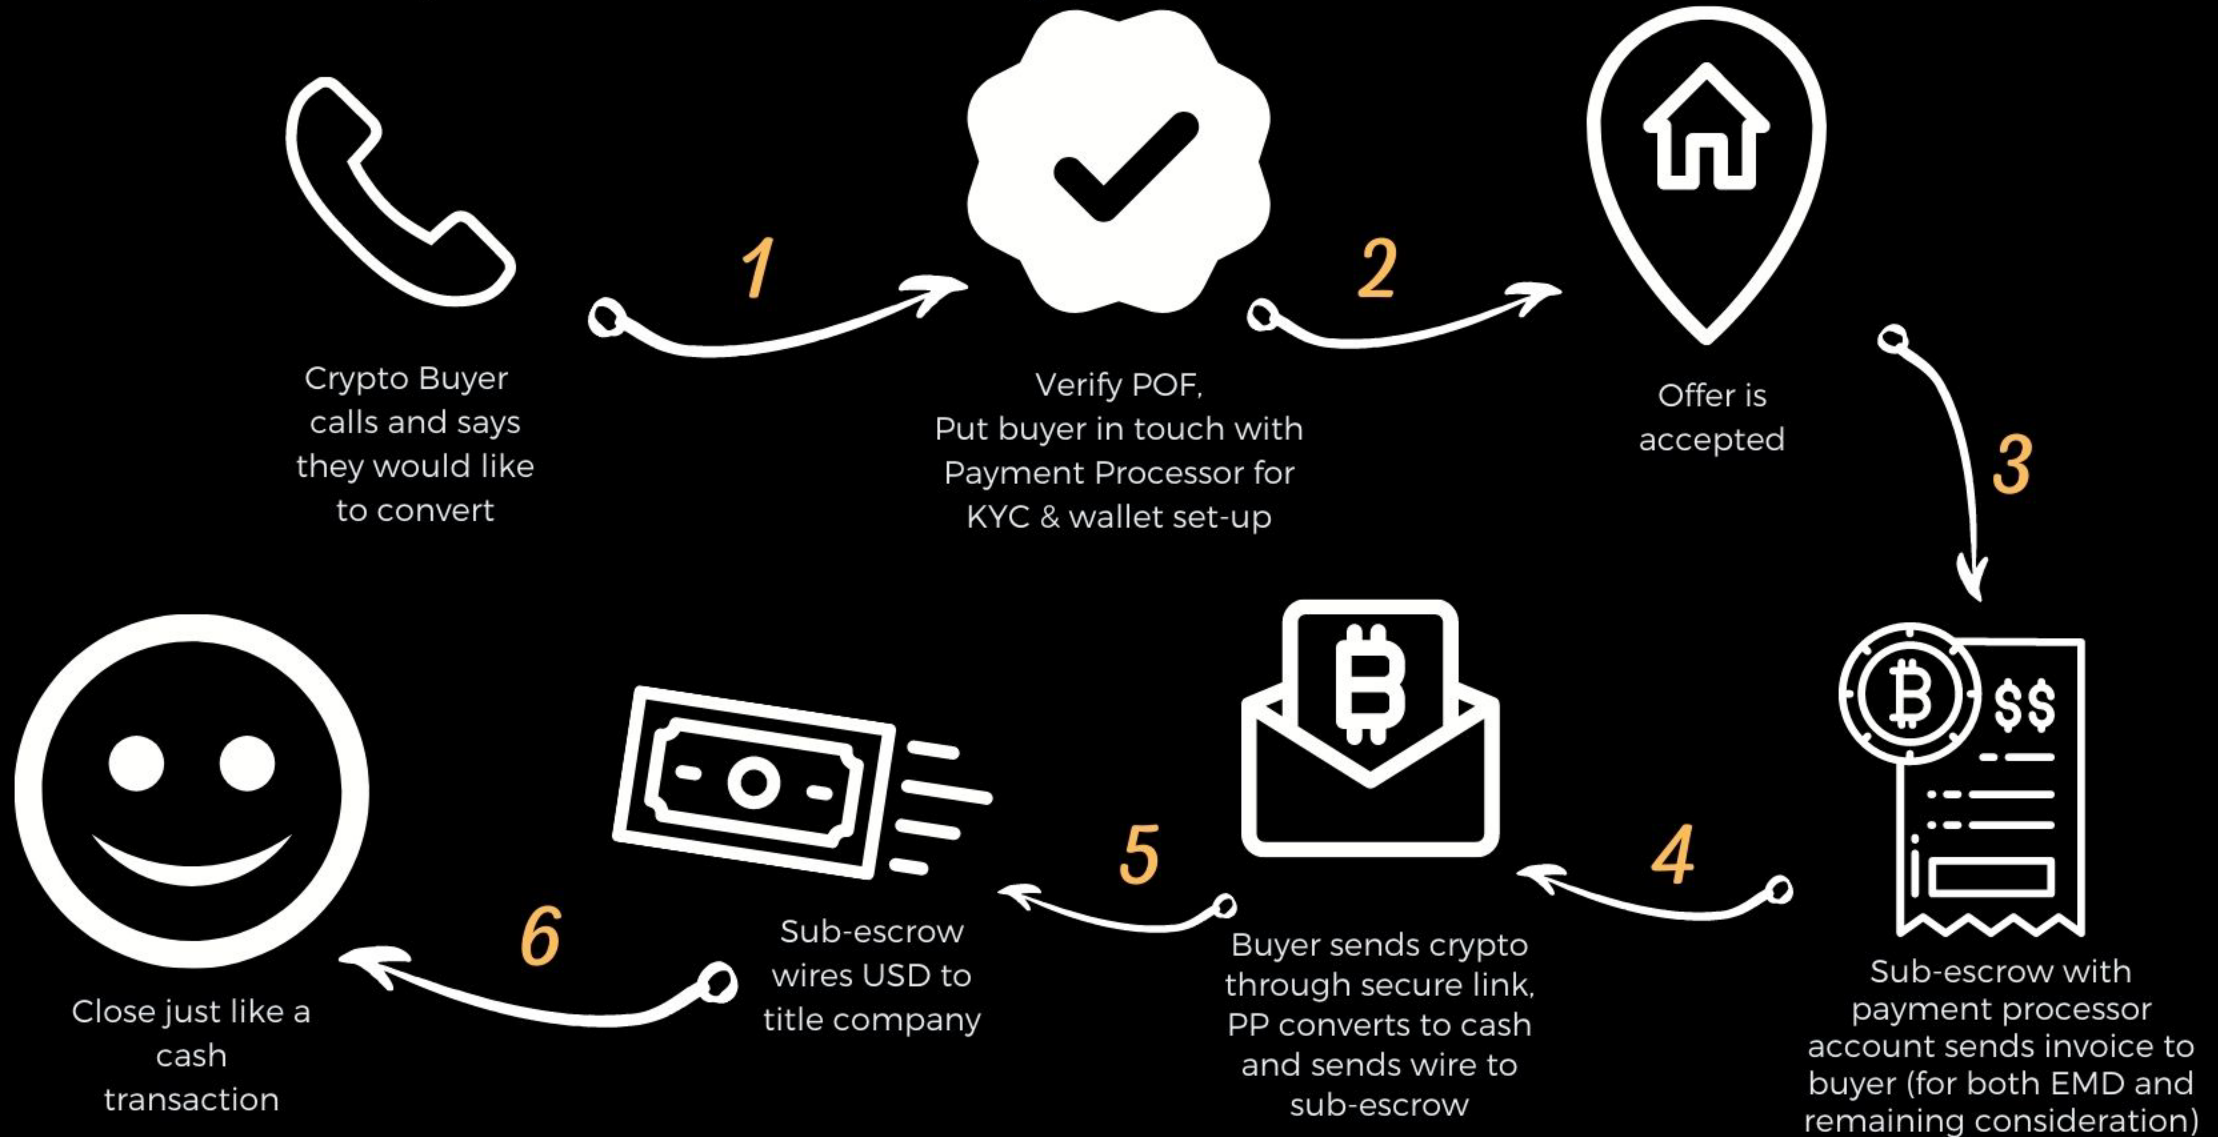 Crypto Buyer
calls and says
they would like
to convert
1
Verify POF,
Put buyer in touch with
Payment Processor for
KYC & wallet set-up
2
Offer is
accepted
3
B
$$
Sub-escrow with
payment processor
account sends invoice to
buyer (for both EMD and
remaining consideration)
4
B
Buyer sends crypto
through secure link,
PP converts to cash
and sends wire to
sub-escrow
5
Sub-escrow
wires USD to
title company
6
Close just like a
cash
transaction